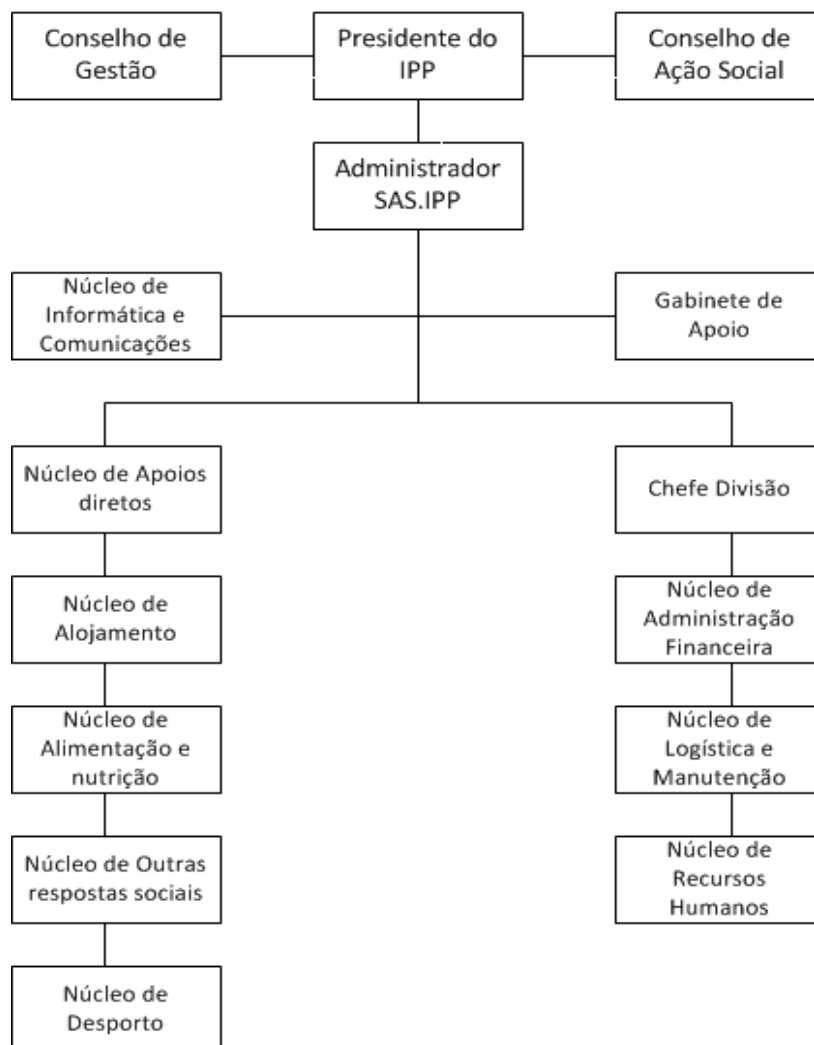 Conselho de
Gestão
Presidente do
IPP
Conselho de
Ação Social
Administrador
SAS.IPP
Núcleo de
Informática e
Comunicações
Gabinete de
Apoio
Núcleo de Apoios
diretos
Chefe Divisão
Núcleo de
Alojamento
Núcleo de
Administração
Financeira
Núcleo de
Alimentação e
nutrição
Núcleo de
Logística e
Manutenção
Núcleo de Outras
respostas sociais
Núcleo de
Recursos
Humanos
Núcleo de
Desporto